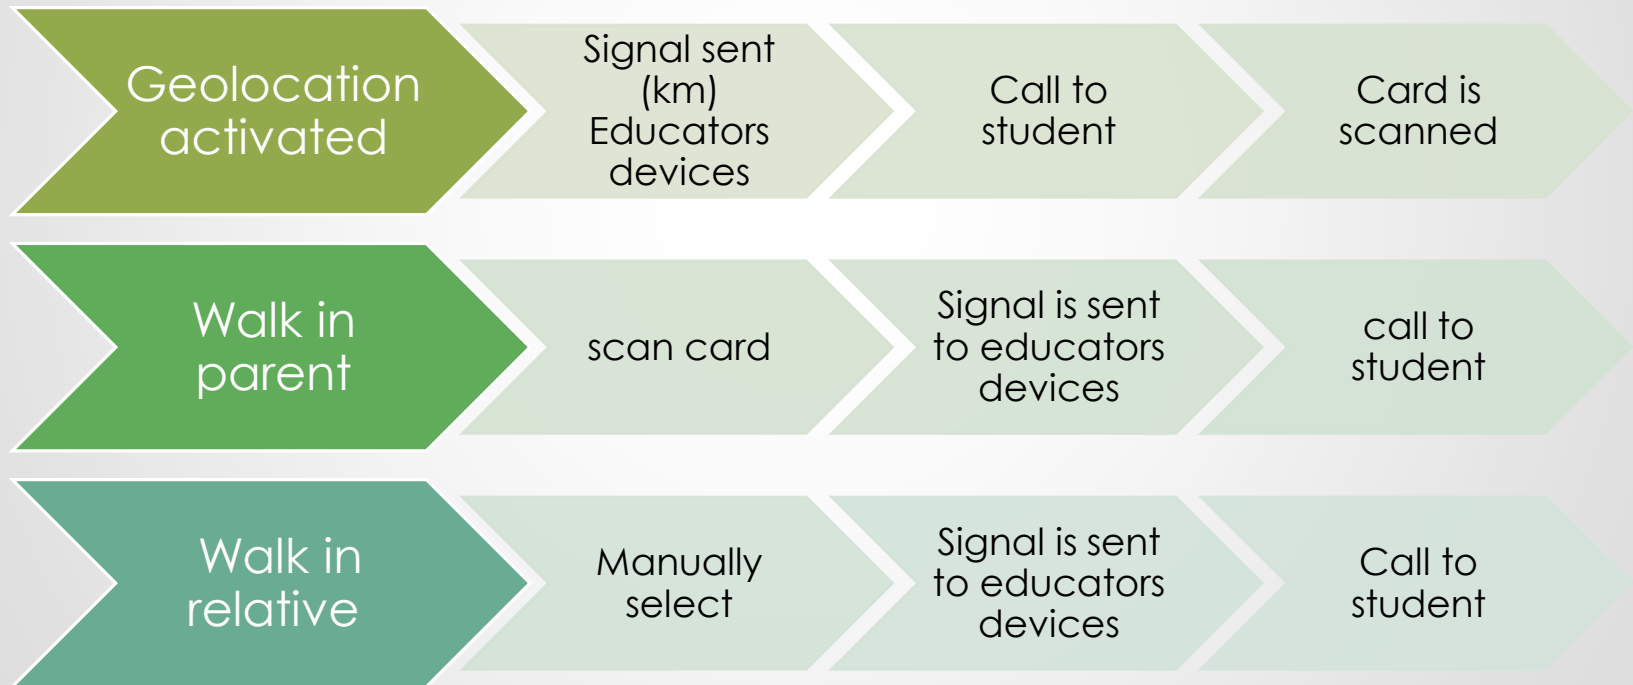 Geolocation
activated
Signal sent
(km)
Educators
devices
Call to
student
Card is
scanned
Walk in
parent
scan card
Signal is sent
to educators
devices
call to
student
Walk in
relative
Manually
select
Signal is sent
to educators
devices
Call to
student